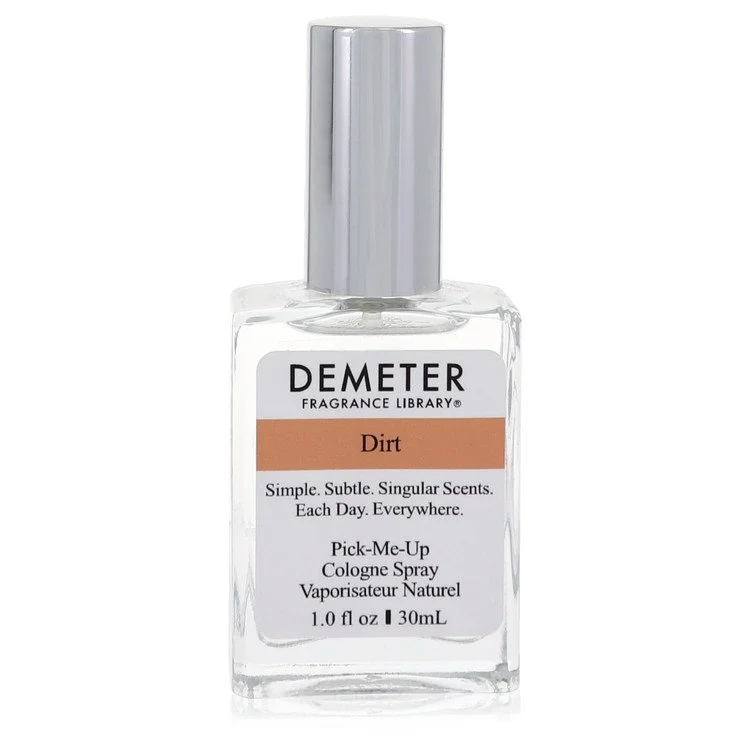 DEMETER
FRAGRANCE LIBRARY®
Dirt
Simple. Subtle. Singular Scents.
Each Day. Everywhere.
Pick-Me-Up
Cologne Spray
Vaporisateur Naturel
1.0 fl oz ▌30mL